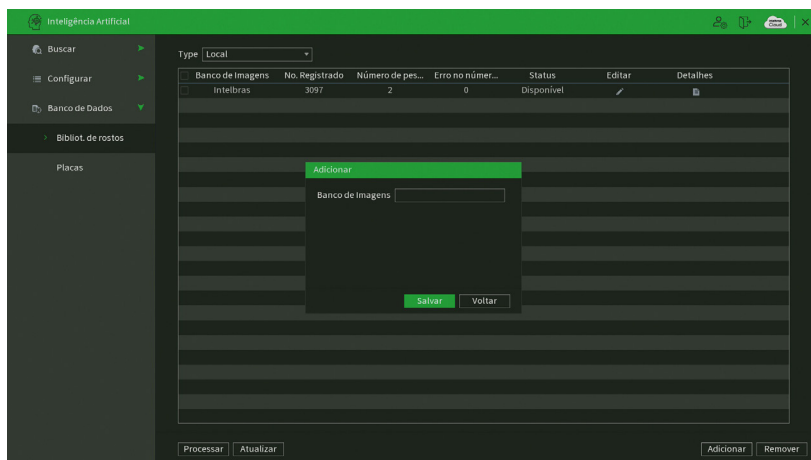 Inteligência Artificial
Buscar
Configurar
Banco de Dados
Bibliot. de rostos
Placas
Type Local
Banco de Imagens No. Registrado Número de pes... Erro no númer... Status Editar Detalhes
Intelbras 3097 2 0 Disponível
Adicionar
Banco de Imagens
Salvar Voltar
Processar Atualizar Adicionar Remover